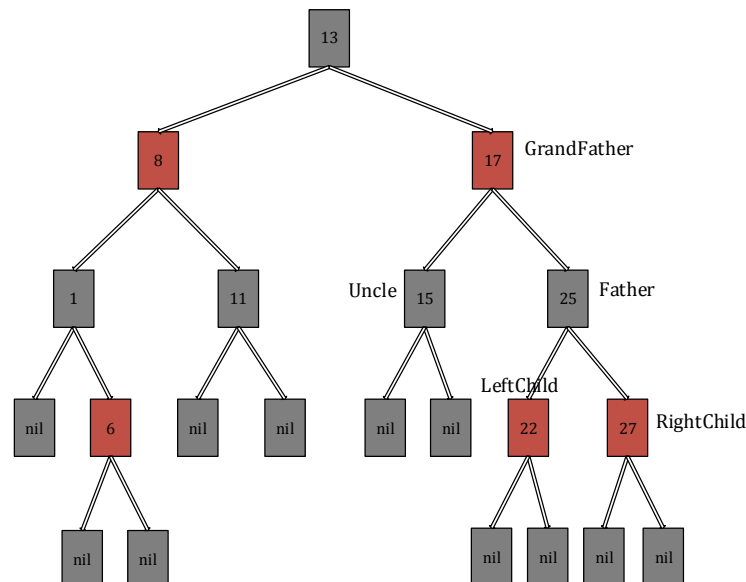 13
8
17
GrandFather
1
11
Uncle
15
25
Father
LeftChild
nil
6
nil
nil
nil
nil
22
27
RightChild
nil
nil
nil
nil
nil
nil